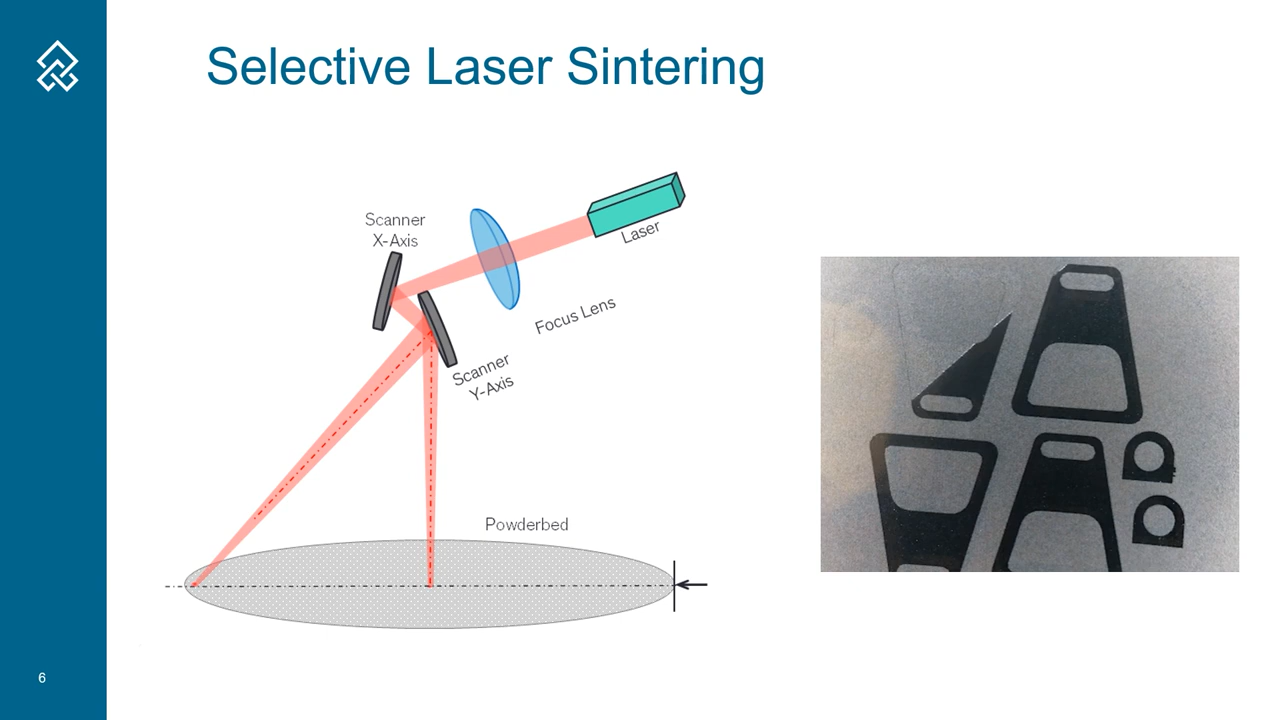 Selective Laser Sintering
Scanner
X-Axis
Laser
Focus Lens
Scanner
Y-Axis
Powderbed
6